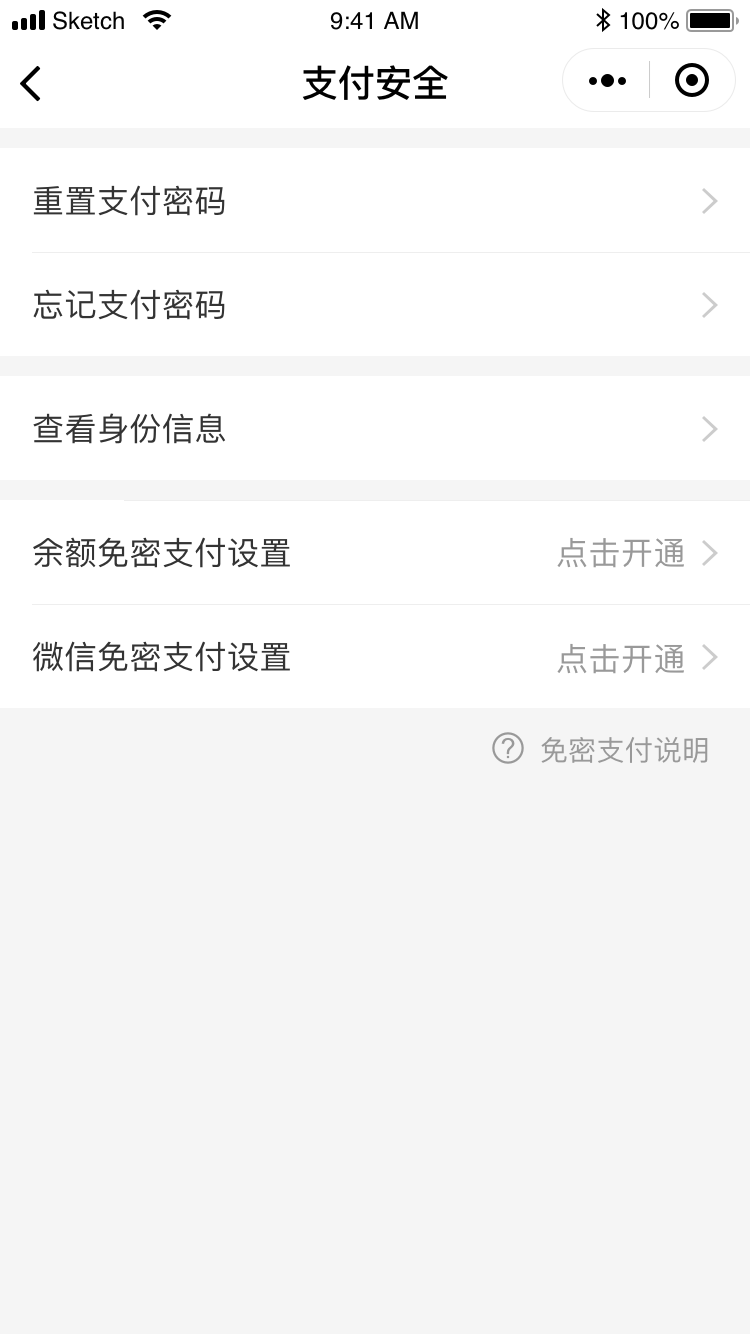 Sketch 9:41 AM 100%
支付安全
重置支付密码
忘记支付密码
查看身份信息
余额免密支付设置 点击开通
微信免密支付设置 点击开通
免密支付说明